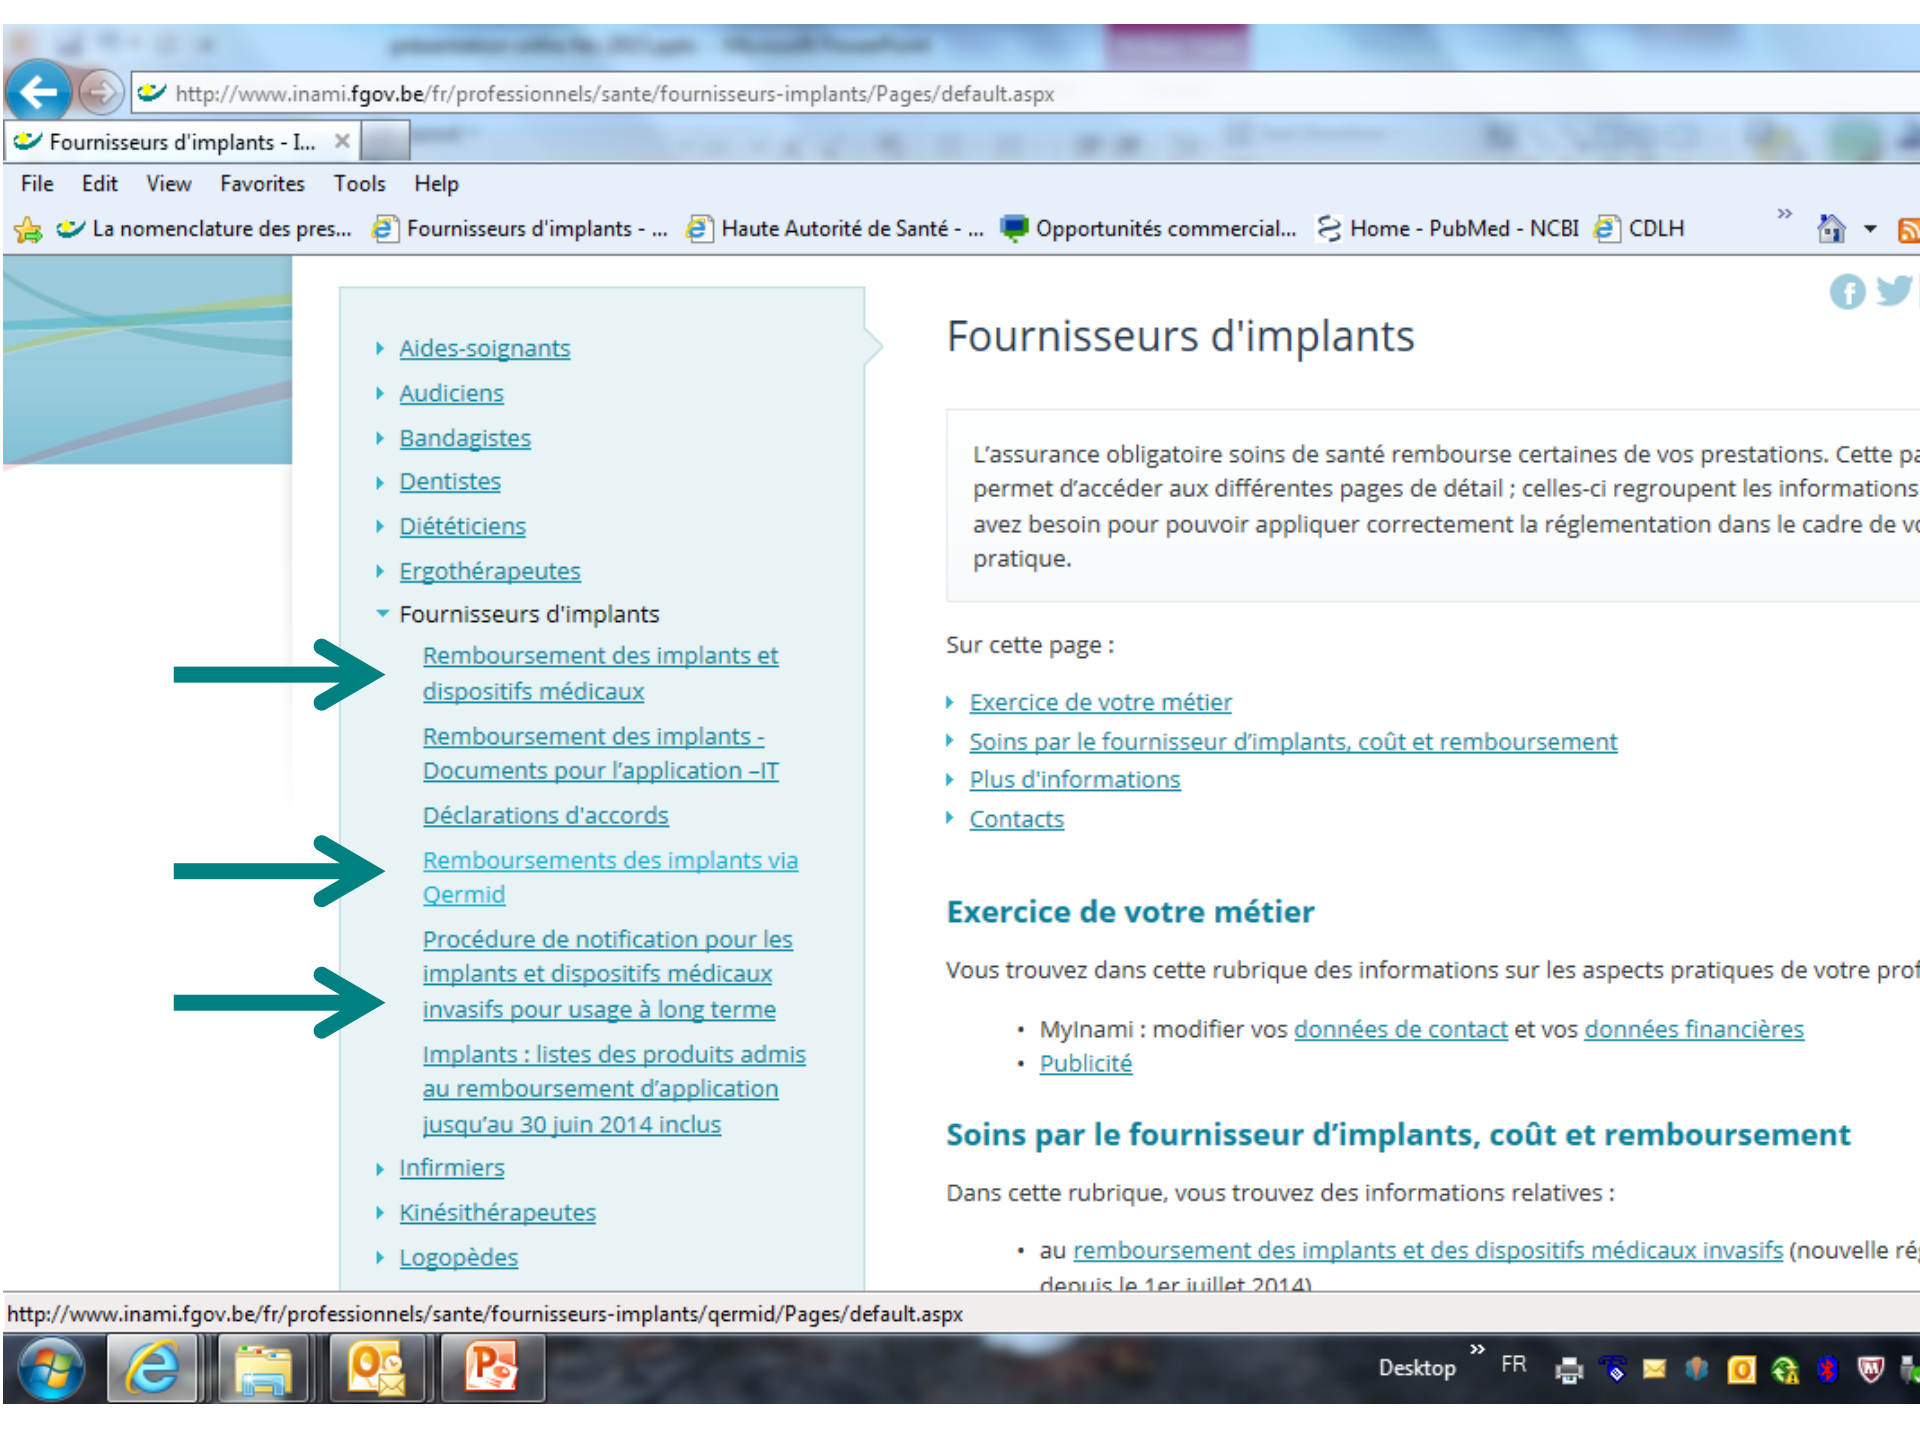 http://www.inami.fgov.be/fr/professionnels/sante/fournisseurs-implants/Pages/default.aspx
Fournisseurs d'implants - I...
File Edit View Favorites Tools Help
La nomenclature des pres... Fournisseurs d'implants - ... Haute Autorité de Santé - ... Opportunités commercial... Home - PubMed - NCBI CDLH
Aides-soignants
Audiciens
Bandagistes
Dentistes
Diététiciens
Ergothérapeutes
Fournisseurs d'implants
Remboursement des implants et
dispositifs médicaux
Remboursement des implants -
Documents pour l'application –IT
Déclarations d'accords
Remboursements des implants via
Qermid
Procédure de notification pour les
implants et dispositifs médicaux
invasifs pour usage à long terme
Implants : listes des produits admis
au remboursement d’application
jusqu’au 30 juin 2014 inclus
Infirmiers
Kinésithérapeutes
Logopèdes
Fournisseurs d'implants
L’assurance obligatoire soins de santé rembourse certaines de vos prestations. Cette pa
permet d’accéder aux différentes pages de détail ; celles-ci regroupent les informations
avez besoin pour pouvoir appliquer correctement la réglementation dans le cadre de vo
pratique.
Sur cette page :
Exercice de votre métier
Soins par le fournisseur d’implants, coût et remboursement
Plus d'informations
Contacts
Exercice de votre métier
Vous trouvez dans cette rubrique des informations sur les aspects pratiques de votre prof
• MyInami : modifier vos données de contact et vos données financières
• Publicité
Soins par le fournisseur d’implants, coût et remboursement
Dans cette rubrique, vous trouvez des informations relatives :
• au remboursement des implants et des dispositifs médicaux invasifs (nouvelle rég
depuis le 1er juillet 2014)
http://www.inami.fgov.be/fr/professionnels/sante/fournisseurs-implants/qermid/Pages/default.aspx
Desktop FR